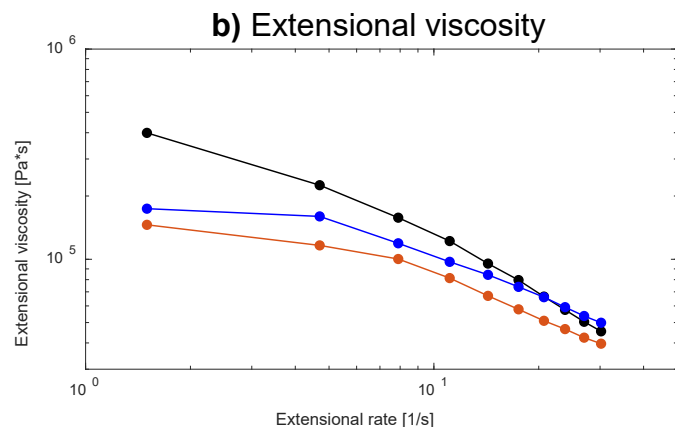 b) Extensional viscosity
10^6
10^5
Extensional viscosity [Pa*s]
10^0
10^1
Extensional rate [1/s]